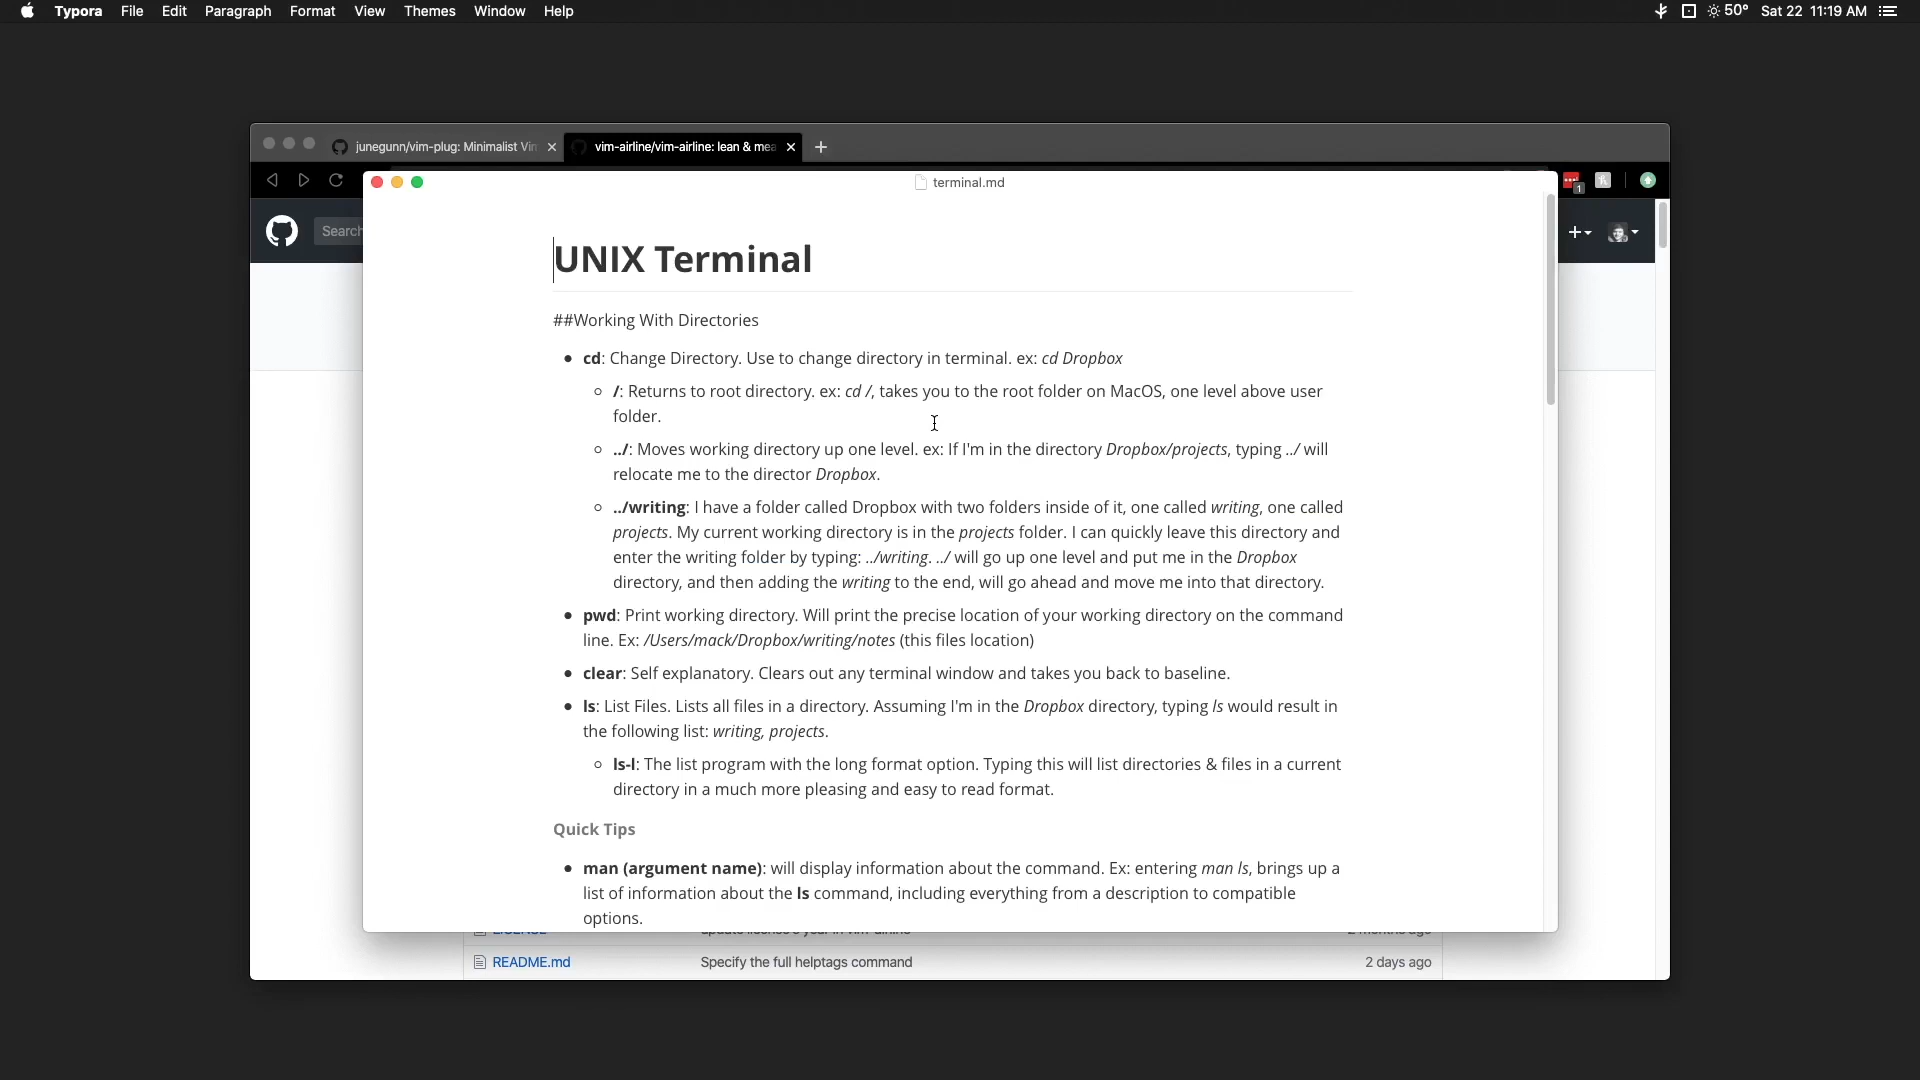 Typora File Edit Paragraph Format View Themes Window Help
50° Sat 22 11:19 AM
junegunn/vim-plug: Minimalist Vim
vim-airline/vim-airline: lean & mea
terminal.md
1
Search
UNIX Terminal
##Working With Directories
cd: Change Directory. Use to change directory in terminal. ex: cd Dropbox
/: Returns to root directory. ex: cd /, takes you to the root folder on MacOS, one level above user
folder.
../: Moves working directory up one level. ex: If I'm in the directory Dropbox/projects, typing ../ will
relocate me to the director Dropbox.
../writing: I have a folder called Dropbox with two folders inside of it, one called writing, one called
projects. My current working directory is in the projects folder. I can quickly leave this directory and
enter the writing folder by typing: ../writing. ../ will go up one level and put me in the Dropbox
directory, and then adding the writing to the end, will go ahead and move me into that directory.
pwd: Print working directory. Will print the precise location of your working directory on the command
line. Ex: /Users/mack/Dropbox/writing/notes (this files location)
clear: Self explanatory. Clears out any terminal window and takes you back to baseline.
ls: List Files. Lists all files in a directory. Assuming I'm in the Dropbox directory, typing ls would result in
the following list: writing, projects.
ls-l: The list program with the long format option. Typing this will list directories & files in a current
directory in a much more pleasing and easy to read format.
Quick Tips
man (argument name): will display information about the command. Ex: entering man ls, brings up a
list of information about the ls command, including everything from a description to compatible
options.
README.md Specify the full helptags command 2 days ago